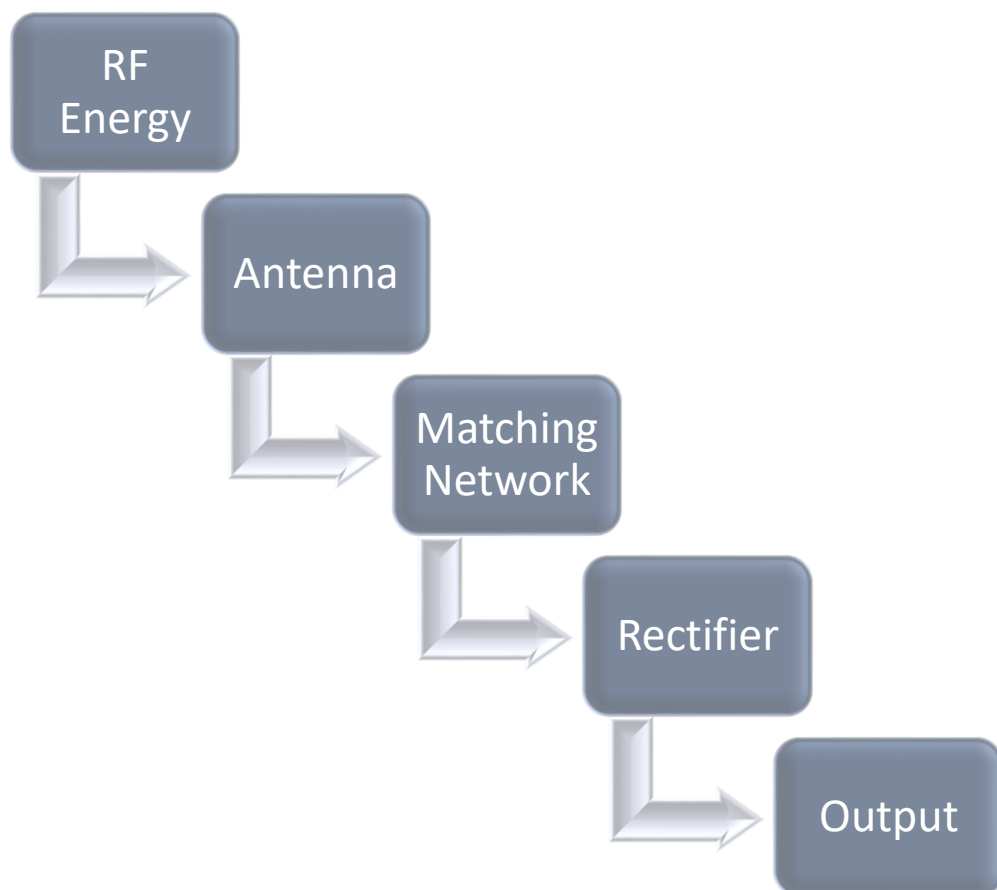 RF
Energy
Antenna
Matching
Network
Rectifier
Output